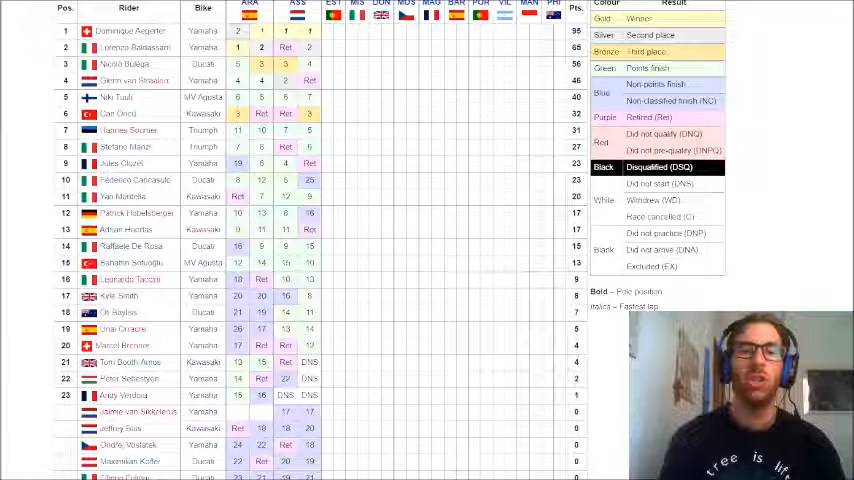 ARA ASS EST MIS DON MOS MAG BAR POR VIL MAN PHI
Pos. Rider Bike Pts. Colour Result
1 Dominique Aegerter Yamaha 2 1 1 1 95
2 Lorenzo Baldassarri Yamaha 1 2 Ret 2 65
3 Nicolò Bulega Ducati 5 3 3 4 56
4 Glenn van Straalen Yamaha 4 4 2 Ret 46
5 Niki Tuuli MV Agusta 6 5 6 7 40
6 Can Öncü Kawasaki 3 Ret Ret 3 32
7 Hannes Soomer Triumph 11 10 7 5 31
8 Stefano Manzi Triumph 7 8 Ret 6 27
9 Jules Cluzel Yamaha 19 6 4 Ret 23
10 Federico Caricasulo Ducati 8 12 5 25 23
11 Yari Montella Kawasaki Ret 7 12 9 20
12 Patrick Hobelsberger Yamaha 10 13 8 16 17
13 Adrián Huertas Kawasaki 9 11 11 Ret 17
14 Raffaele De Rosa Ducati 16 9 9 15 15
15 Bahattin Sofuoğlu MV Agusta 12 14 15 10 13
16 Leonardo Taccini Yamaha 18 Ret 10 13 9
17 Kyle Smith Yamaha 20 20 16 8 8
18 Oli Bayliss Ducati 21 19 14 11 7
19 Unai Orradre Yamaha 26 17 13 14 5
20 Marcel Brenner Yamaha 17 Ret Ret 12 4
21 Tom Booth-Amos Kawasaki 13 15 Ret DNS 4
22 Peter Sebestyen Yamaha 14 Ret 22 DNS 2
23 Andy Verdoïa Yamaha 15 16 DNS DNS 1
Jaimie van Sikkelerus Yamaha 17 17 0
Jeffrey Buis Kawasaki Ret 18 18 20 0
Ondřej Vostatek Yamaha 24 22 Ret 18 0
Maximilian Kofler Ducati 22 Ret 20 19 0
23 21 19 21 0
Gold Winner
Silver Second place
Bronze Third place
Green Points finish
Blue Non-points finish
Non-classified finish (NC)
Purple Retired (Ret)
Red Did not qualify (DNQ)
Did not pre-qualify (DNPQ)
Black Disqualified (DSQ)
White Did not start (DNS)
Withdrew (WD)
Race cancelled (C)
Blank Did not practice (DNP)
Did not arrive (DNA)
Excluded (EX)
Bold – Pole position
Italics – Fastest lap
tree is life